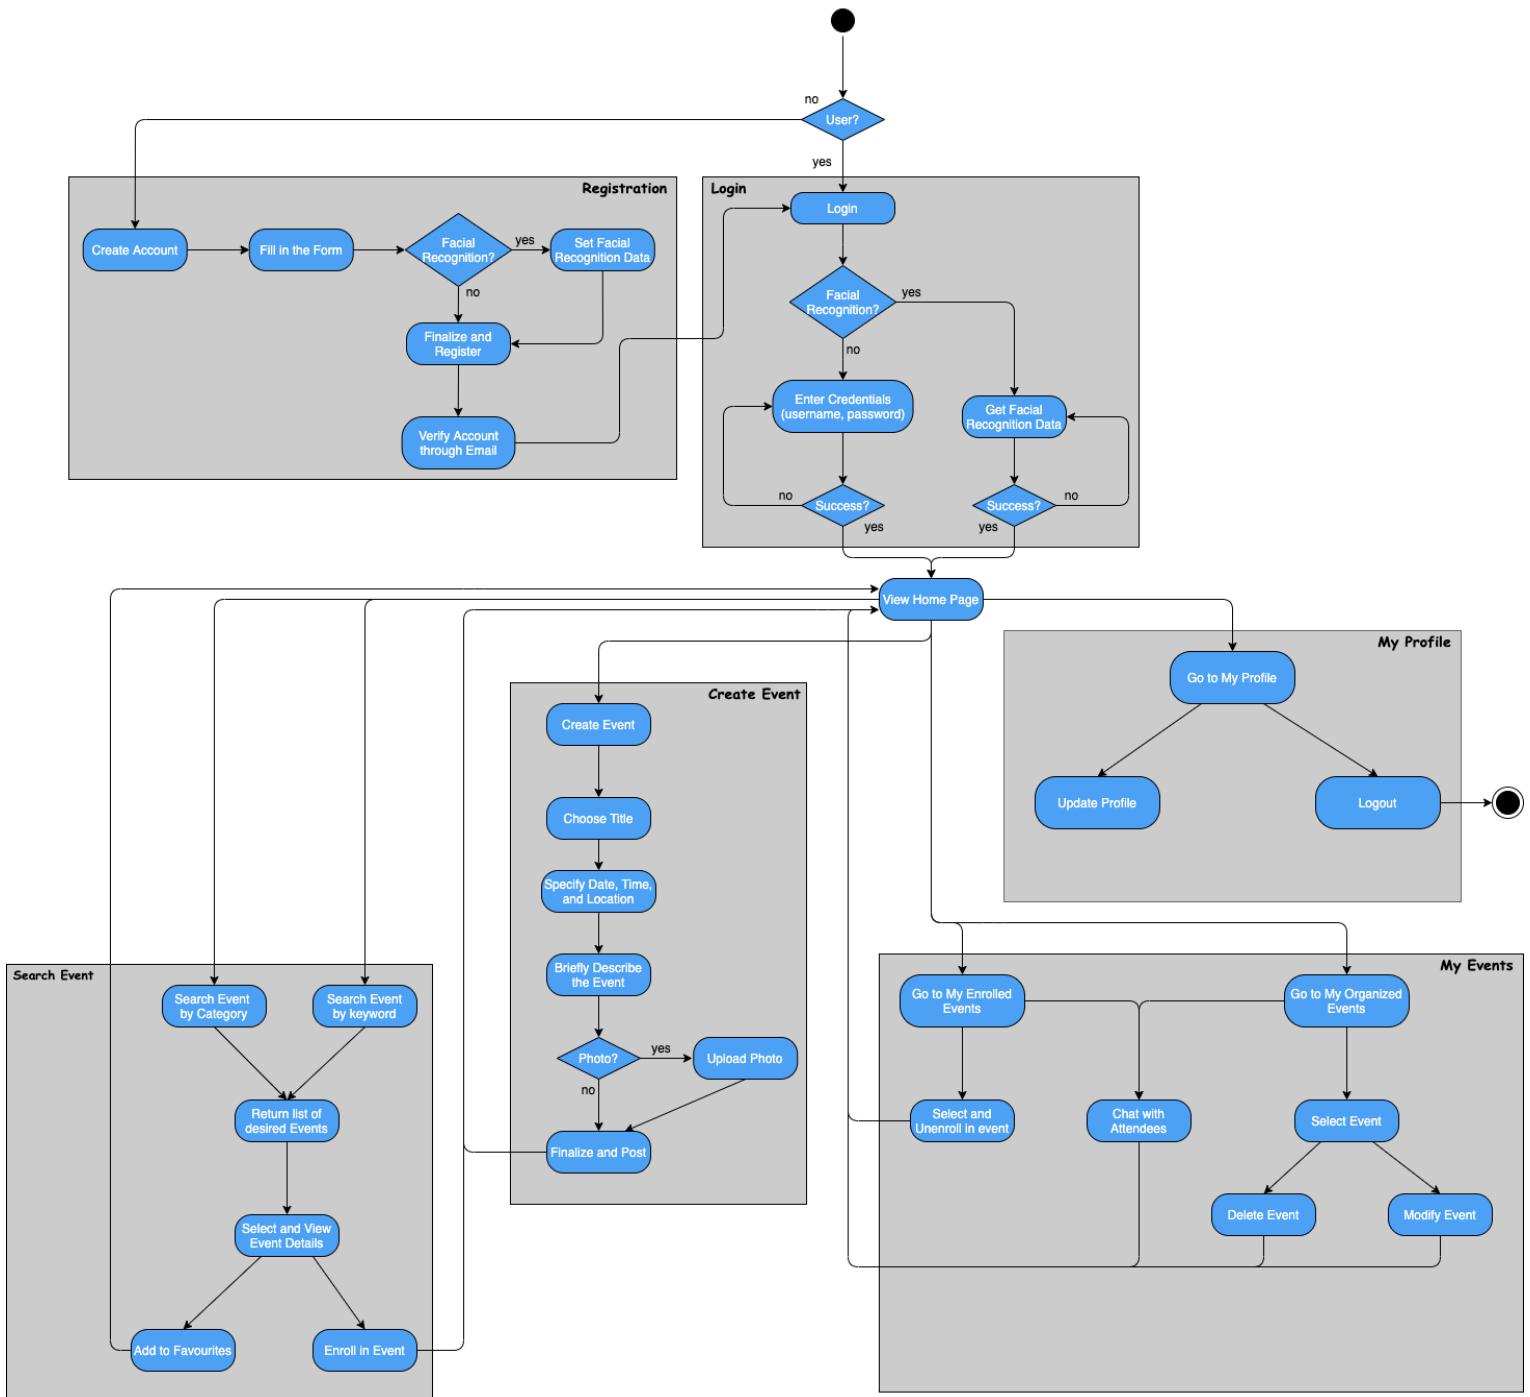 no
User?
yes
Registration
Login
Create Account
Fill in the Form
Facial
Recognition?
yes
Set Facial
Recognition Data
no
Finalize and
Register
Verify Account
through Email
Login
Facial
Recognition?
yes
no
Enter Credentials
(username, password)
Get Facial
Recognition Data
no
Success?
yes
Success?
no
yes
View Home Page
My Profile
Go to My Profile
Update Profile
Logout
Create Event
Create Event
Choose Title
Specify Date, Time,
and Location
Briefly Describe
the Event
Photo?
yes
Upload Photo
no
Finalize and Post
Search Event
Search Event
by Category
Search Event
by keyword
Return list of
desired Events
Select and View
Event Details
Add to Favourites
Enroll in Event
My Events
Go to My Enrolled
Events
Go to My Organized
Events
Select and
Unenroll in event
Chat with
Attendees
Select Event
Delete Event
Modify Event